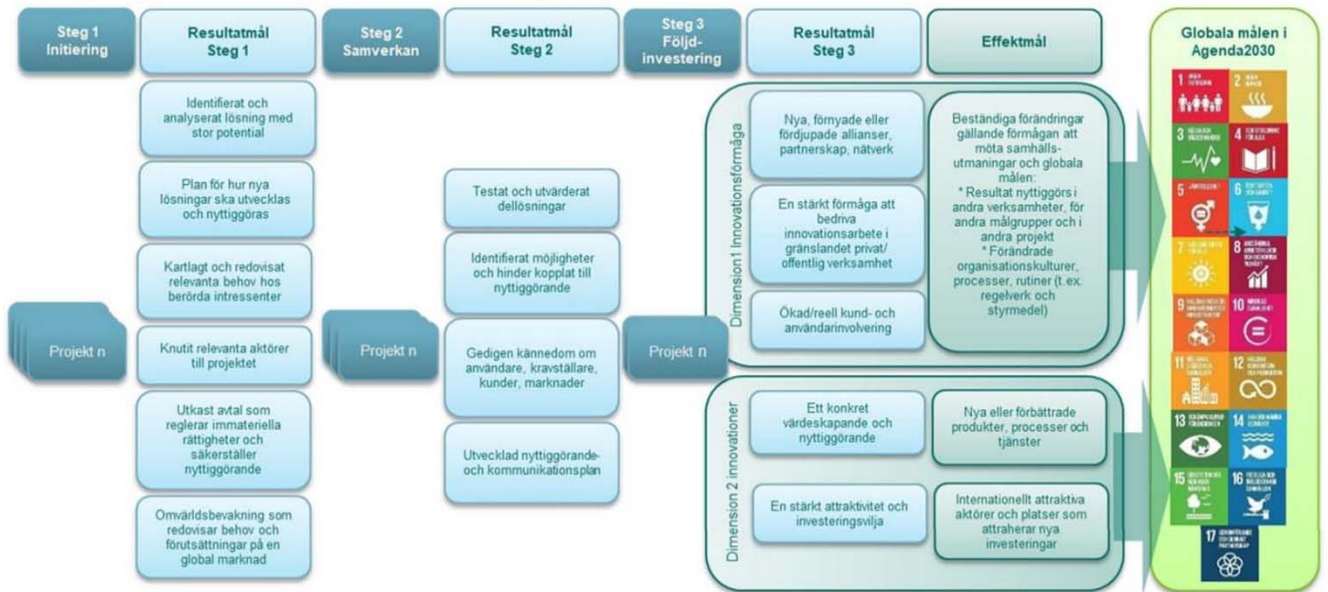 Steg 1
Initiering
Resultatmål
Steg 1
Steg 2
Samverkan
Resultatmål
Steg 2
Steg 3
Följd-
investering
Resultatmål
Steg 3
Effektmål
Globala målen i
Agenda2030
Identifierat och
analyserat lösning med
stor potential
Plan för hur nya
lösningar ska utvecklas
och nyttiggöras
Kartlagt och redovisat
relevanta behov hos
berörda intressenter
Knutit relevanta aktörer
till projektet
Utkast avtal som
reglerar immateriella
rättigheter och
säkerställer
nyttiggörande
Omvärldsbevakning som
redovisar behov och
förutsättningar på en
global marknad
Projekt n
Testat och utvärderat
dellösningar
Identifierat möjligheter
och hinder kopplat till
nyttiggörande
Gedigen kännedom om
användare, kravställare,
kunder, marknader
Utvecklad nyttiggörande-
och kommunikationsplan
Projekt n
Projekt n
Dimension1 Innovationsförmåga
Nya, förnyade eller
fördjupade allianser,
partnerskap, nätverk
En stärkt förmåga att
bedriva
innovationsarbete i
gränslandet privat/
offentlig verksamhet
Ökad/reell kund- och
användarinvolvering
Beständiga förändringar
gällande förmågan att
möta samhälls-
utmaningar och globala
målen:
* Resultat nyttiggörs i
andra verksamheter, för
andra målgrupper och i
andra projekt
* Förändrade
organisationskulturer,
processer, rutiner (t.ex.
regelverk och
styrmedel)
Dimension 2 innovationer
Ett konkret
värdeskapande och
nyttiggörande
En stärkt attraktivitet och
investeringsvilja
Nya eller förbättrade
produkter, processer och
tjänster
Internationellt attraktiva
aktörer och platser som
attraherar nya
investeringar
1
2
3
4
5
6
7
8
9
10
11
12
13
14
15
16
17